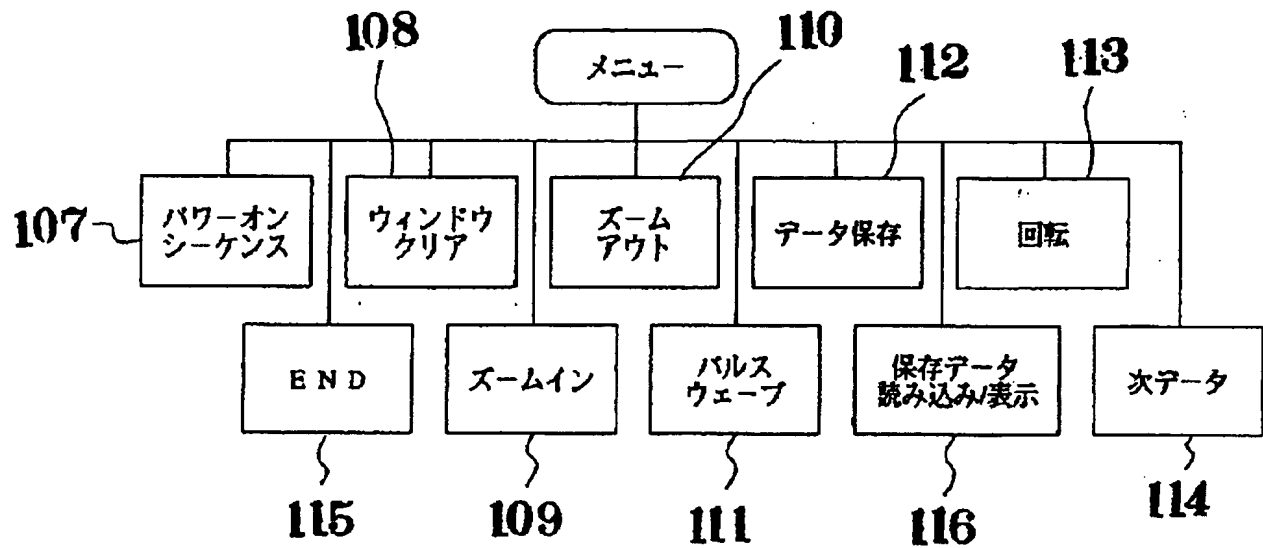 108
110
メニュー
112
113
107
パワーオン
シーケンス
ウィンドウ
クリア
ズーム
アウト
データ保存
回転
END
ズームイン
パルス
ウェーブ
保存データ
読み込み/表示
次データ
115
109
111
116
114